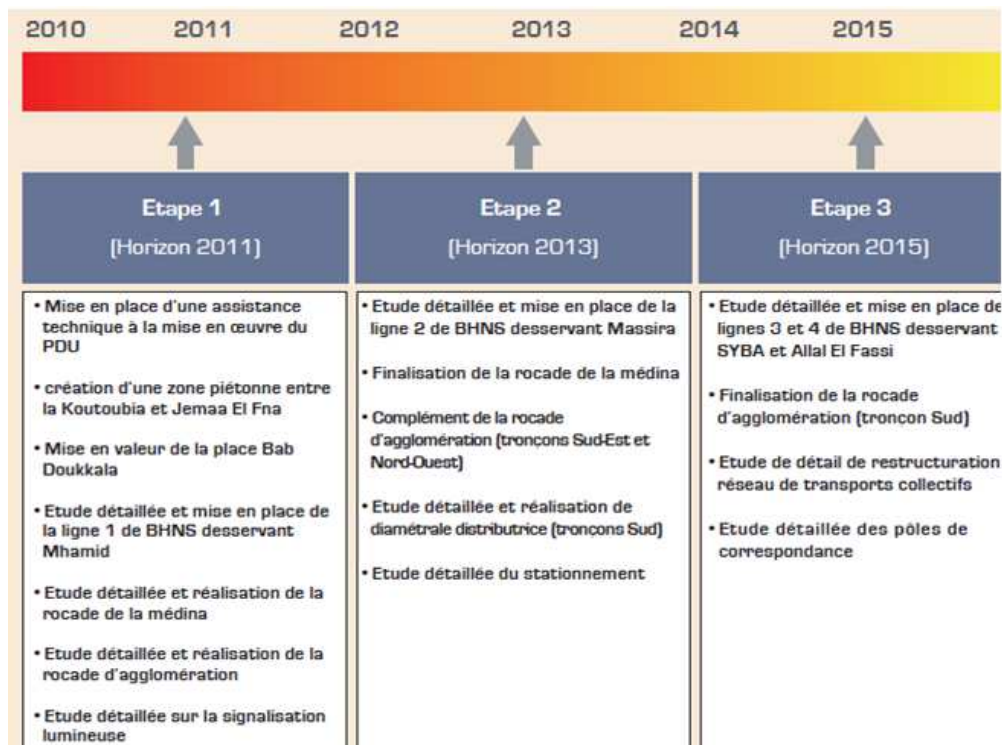 2010 2011 2012 2013 2014 2015
Etape 1
(Horizon 2011)
• Mise en place d'une assistance
technique à la mise en œuvre du
PDU
• création d'une zone piétonne entre
la Koutoubia et Jemaa El Fna
• Mise en valeur de la place Bab
Doukkala
• Etude détaillée et mise en place de
la ligne 1 de BHNS desservant
Mhamid
• Etude détaillée et réalisation de la
rocade de la médina
• Etude détaillée et réalisation de la
rocade d'agglomération
• Etude détaillée sur la signalisation
lumineuse
Etape 2
(Horizon 2013)
• Etude détaillée et mise en place de la
ligne 2 de BHNS desservant Massira
• Finalisation de la rocade de la médina
• Complément de la rocade
d'agglomération (tronçons Sud-Est et
Nord-Ouest)
• Etude détaillée et réalisation de
diamétrale distributrice (tronçons Sud)
• Etude détaillée du stationnement
Etape 3
(Horizon 2015)
• Etude détaillée et mise en place de
lignes 3 et 4 de BHNS desservant
SYBA et Allal El Fassi
• Finalisation de la rocade
d'agglomération (tronçon Sud)
• Etude de détail de restructuration
réseau de transports collectifs
• Etude détaillée des pôles de
correspondance